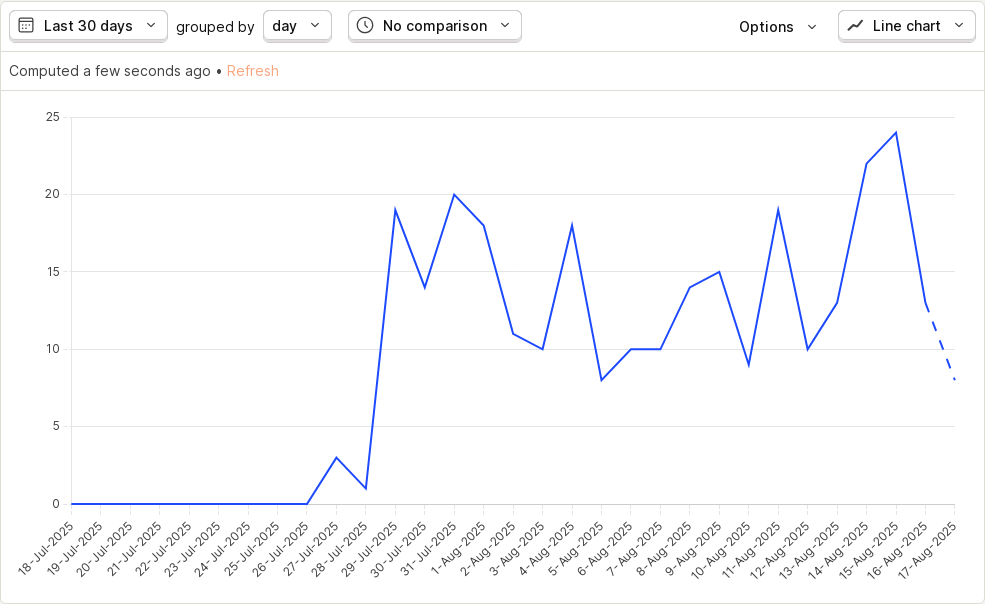 Last 30 days grouped by day No comparison Options Line chart
Computed a few seconds ago • Refresh
25
20
15
10
5
0
18-Jul-2025
19-Jul-2025
20-Jul-2025
21-Jul-2025
22-Jul-2025
23-Jul-2025
24-Jul-2025
25-Jul-2025
26-Jul-2025
27-Jul-2025
28-Jul-2025
29-Jul-2025
30-Jul-2025
31-Jul-2025
1-Aug-2025
2-Aug-2025
3-Aug-2025
4-Aug-2025
5-Aug-2025
6-Aug-2025
7-Aug-2025
8-Aug-2025
9-Aug-2025
10-Aug-2025
11-Aug-2025
12-Aug-2025
13-Aug-2025
14-Aug-2025
15-Aug-2025
16-Aug-2025
17-Aug-2025